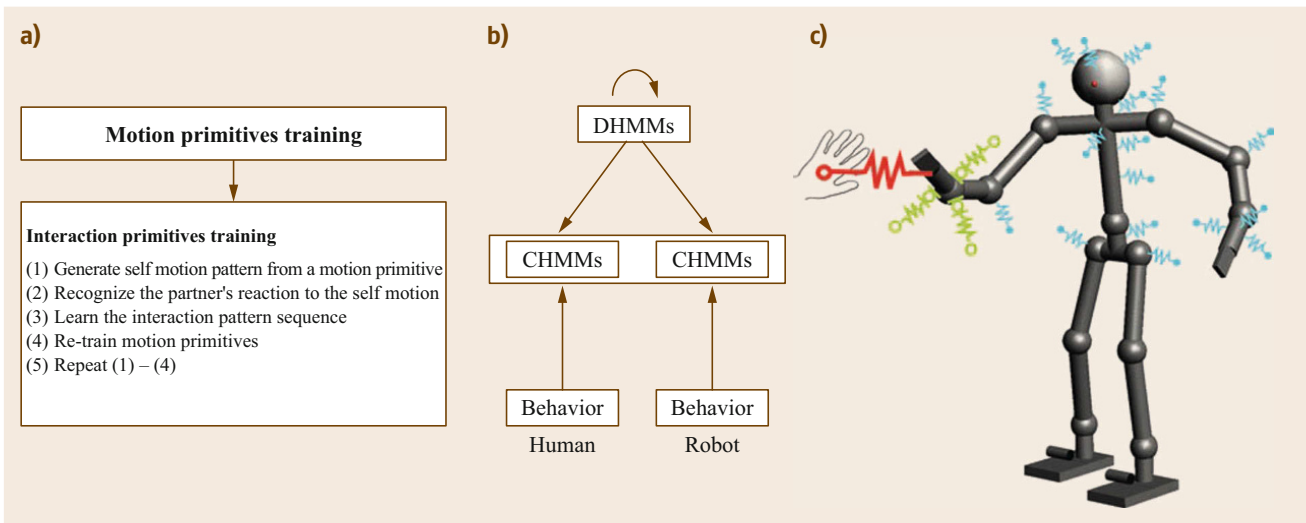 a)
Motion primitives training
Interaction primitives training
(1) Generate self motion pattern from a motion primitive
(2) Recognize the partner's reaction to the self motion
(3) Learn the interaction pattern sequence
(4) Re-train motion primitives
(5) Repeat (1) – (4)
b)
DHMMs
CHMMs CHMMs
Behavior Behavior
Human Robot
c)